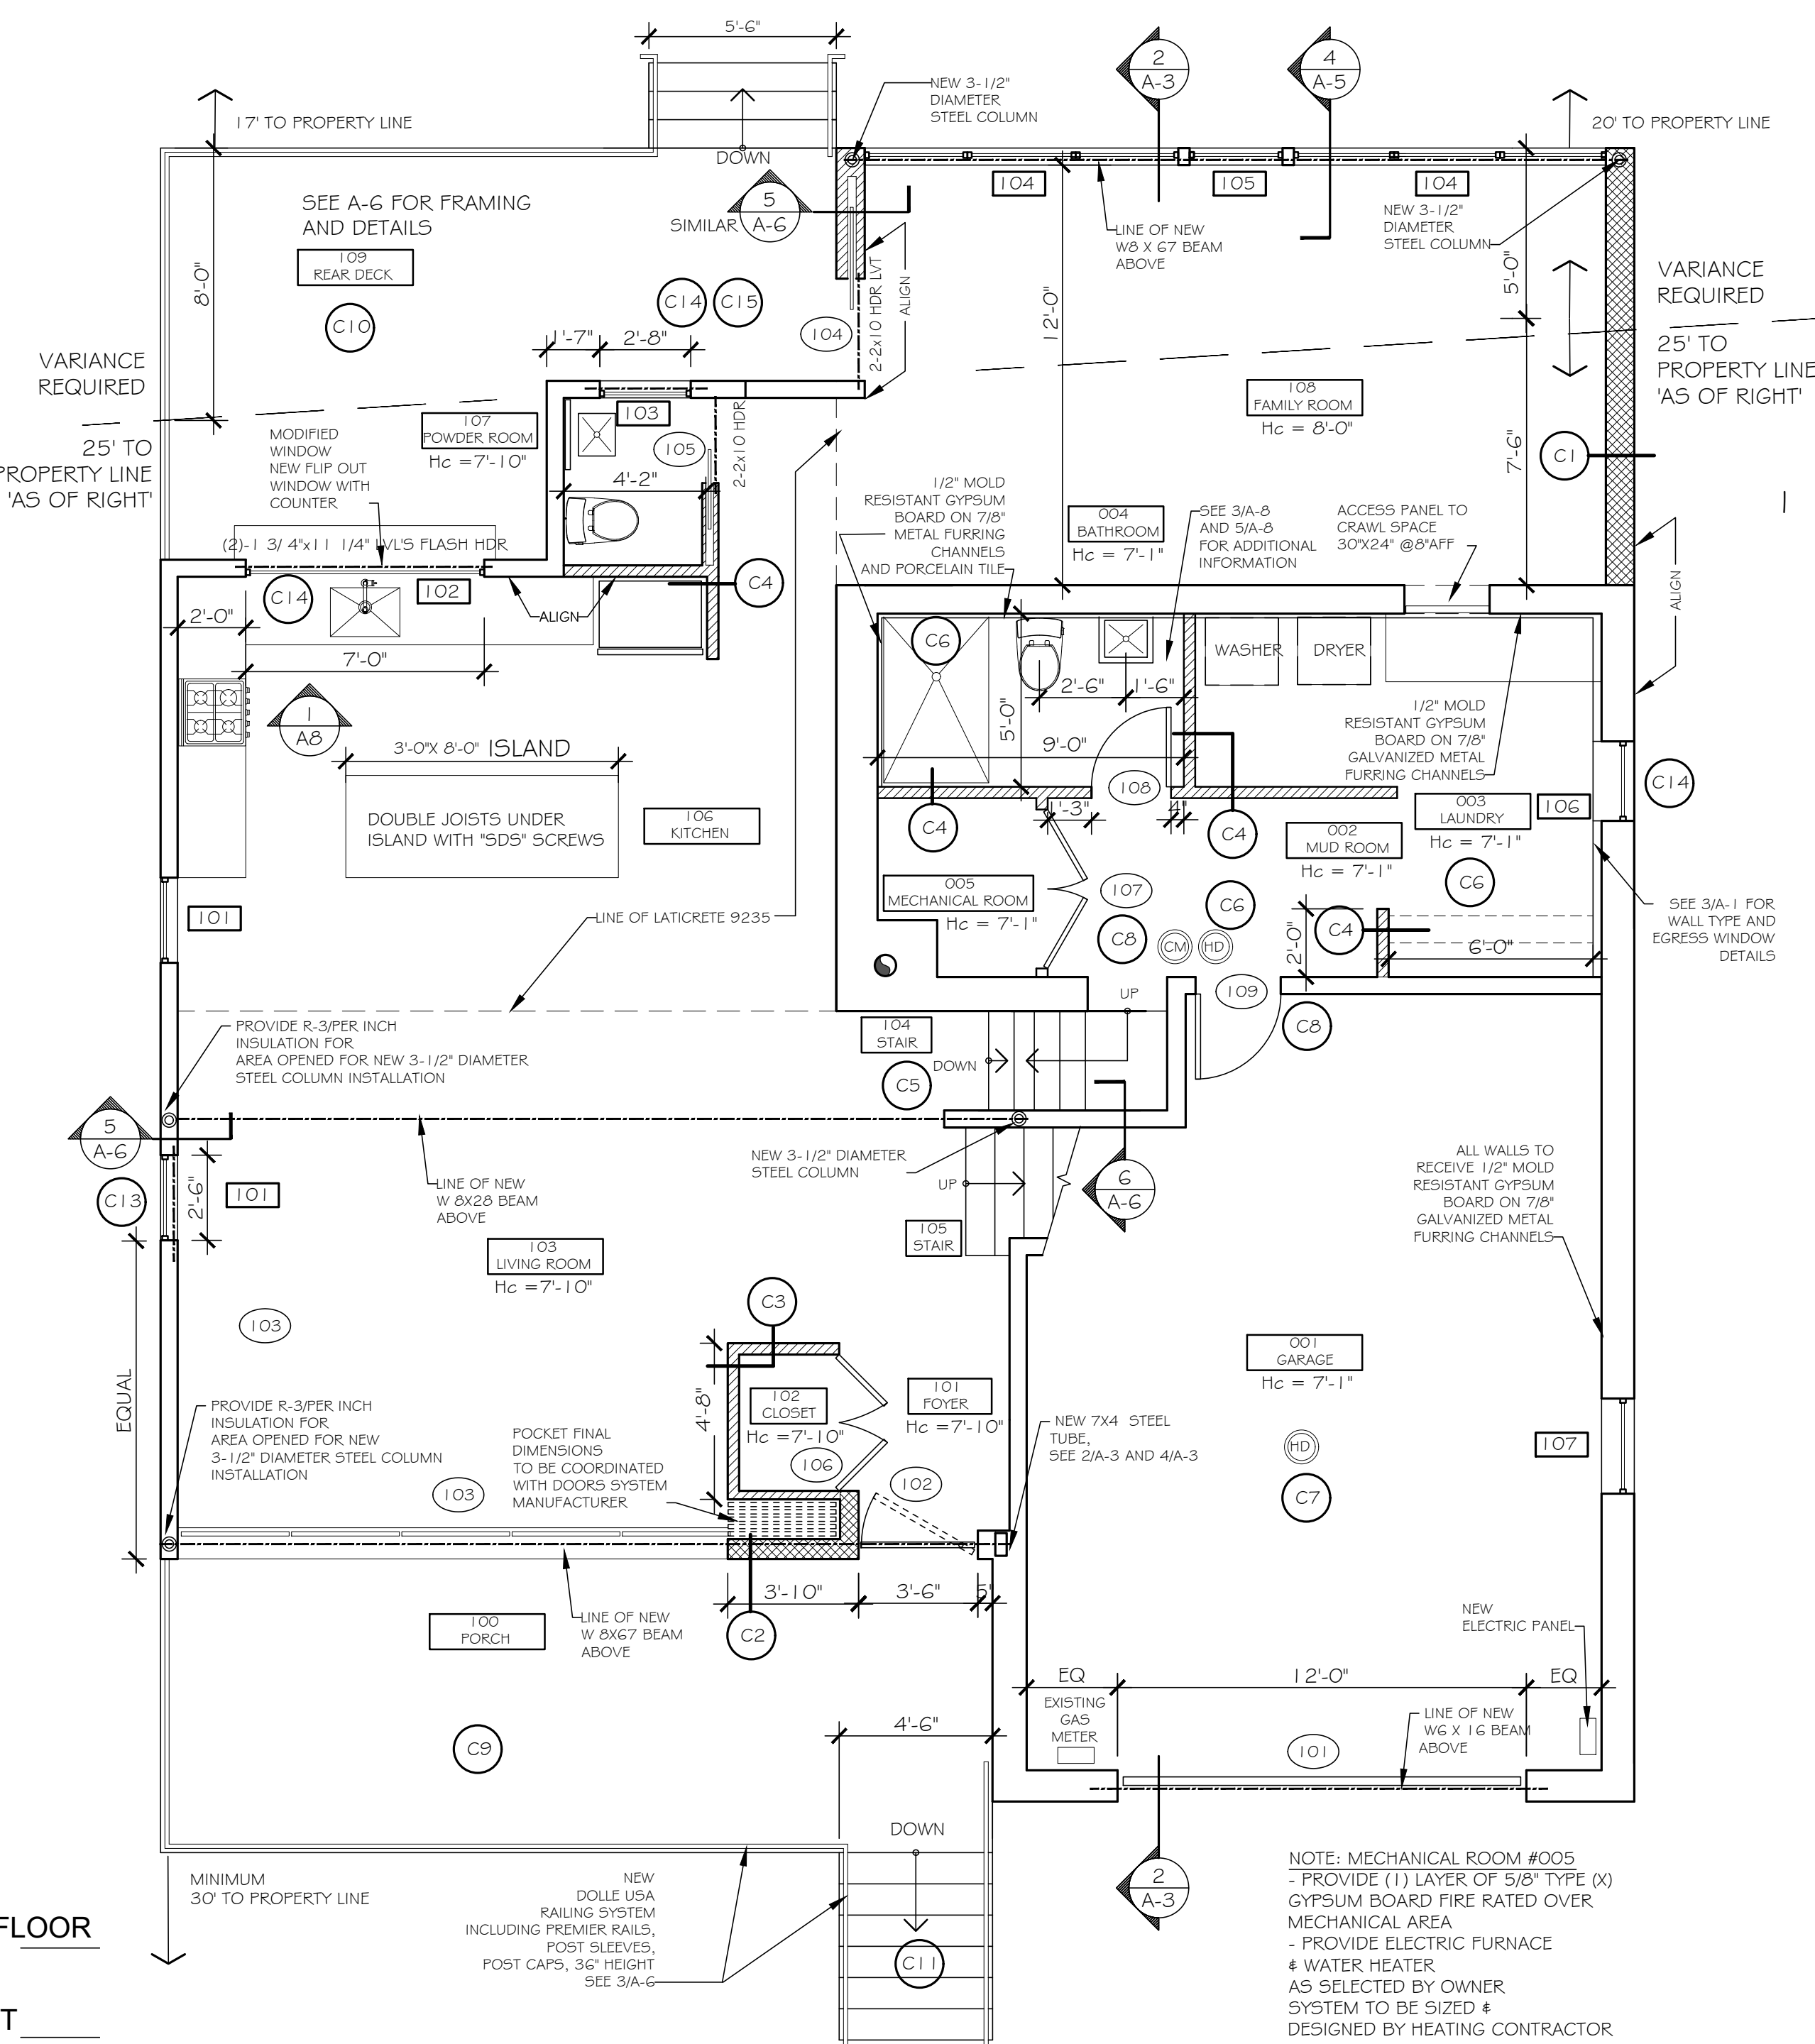 5'-6"
2
A-3
4
A-5
17' TO PROPERTY LINE
NEW 3-1/2"
DIAMETER
STEEL COLUMN
20' TO PROPERTY LINE
DOWN
SEE A-6 FOR FRAMING
AND DETAILS
109
REAR DECK
C10
8'-0"
SIMILAR
5
A-6
104
105
104
LINE OF NEW
W8 X 67 BEAM
ABOVE
NEW 3-1/2"
DIAMETER
STEEL COLUMN
5'-0"
12'-0"
ALIGN
2-2x10 HDR LVT
C14
C15
104
1'-7"
2'-8"
VARIANCE
REQUIRED
25' TO
PROPERTY LINE
'AS OF RIGHT'
VARIANCE
REQUIRED
25' TO
PROPERTY LINE
'AS OF RIGHT'
108
FAMILY ROOM
Hc = 8'-0"
7'-6"
C1
107
POWDER ROOM
Hc =7'-10"
103
105
2-2x10 HDR
4'-2"
MODIFIED
WINDOW
NEW FLIP OUT
WINDOW WITH
COUNTER
(2)-1 3/ 4"x11 1/4" LVL'S FLASH HDR
C14
102
ALIGN
C4
2'-0"
7'-0"
1/2" MOLD
RESISTANT GYPSUM
BOARD ON 7/8"
METAL FURRING
CHANNELS
AND PORCELAIN TILE
004
BATHROOM
Hc = 7'-1"
SEE 3/A-8
AND 5/A-8
FOR ADDITIONAL
INFORMATION
ACCESS PANEL TO
CRAWL SPACE
30"X24" @8"AFF
ALIGN
C6
WASHER
DRYER
2'-6"
1'-6"
5'-0"
9'-0"
1/2" MOLD
RESISTANT GYPSUM
BOARD ON 7/8"
GALVANIZED METAL
FURRING CHANNELS
1
A8
3'-0"X 8'-0" ISLAND
DOUBLE JOISTS UNDER
ISLAND WITH "SDS" SCREWS
106
KITCHEN
108
1'-3"
4"
C4
C4
C14
003
LAUNDRY
Hc = 7'-1"
106
002
MUD ROOM
Hc = 7'-1"
C6
005
MECHANICAL ROOM
Hc = 7'-1"
107
C6
C8
CM
HD
C4
2'-0"
6'-0"
SEE 3/A-1 FOR
WALL TYPE AND
EGRESS WINDOW
DETAILS
101
LINE OF LATICRETE 9235
109
UP
C8
PROVIDE R-3/PER INCH
INSULATION FOR
AREA OPENED FOR NEW 3-1/2" DIAMETER
STEEL COLUMN INSTALLATION
104
STAIR
DOWN
C5
5
A-6
C13
2'-6"
101
LINE OF NEW
W 8X28 BEAM
ABOVE
NEW 3-1/2" DIAMETER
STEEL COLUMN
UP
6
A-6
105
STAIR
ALL WALLS TO
RECEIVE 1/2" MOLD
RESISTANT GYPSUM
BOARD ON 7/8"
GALVANIZED METAL
FURRING CHANNELS
103
LIVING ROOM
Hc =7'-10"
103
C3
001
GARAGE
Hc = 7'-1"
EQUAL
4'-8"
102
CLOSET
Hc =7'-10"
106
101
FOYER
Hc =7'-10"
102
PROVIDE R-3/PER INCH
INSULATION FOR
AREA OPENED FOR NEW
3-1/2" DIAMETER STEEL COLUMN
INSTALLATION
103
POCKET FINAL
DIMENSIONS
TO BE COORDINATED
WITH DOORS SYSTEM
MANUFACTURER
NEW 7X4 STEEL
TUBE,
SEE 2/A-3 AND 4/A-3
HD
C7
107
3'-10"
3'-6"
5"
100
PORCH
LINE OF NEW
W 8X67 BEAM
ABOVE
C2
NEW
ELECTRIC PANEL
EQ
12'-0"
EQ
EXISTING
GAS
METER
LINE OF NEW
W6 X 16 BEAM
ABOVE
101
C9
4'-6"
DOWN
C11
MINIMUM
30' TO PROPERTY LINE
NEW
DOLLE USA
RAILING SYSTEM
INCLUDING PREMIER RAILS,
POST SLEEVES,
POST CAPS, 36" HEIGHT
SEE 3/A-6
2
A-3
NOTE: MECHANICAL ROOM #005
- PROVIDE (1) LAYER OF 5/8" TYPE (X)
GYPSUM BOARD FIRE RATED OVER
MECHANICAL AREA
- PROVIDE ELECTRIC FURNACE
& WATER HEATER
AS SELECTED BY OWNER
SYSTEM TO BE SIZED &
DESIGNED BY HEATING CONTRACTOR
FLOOR
T